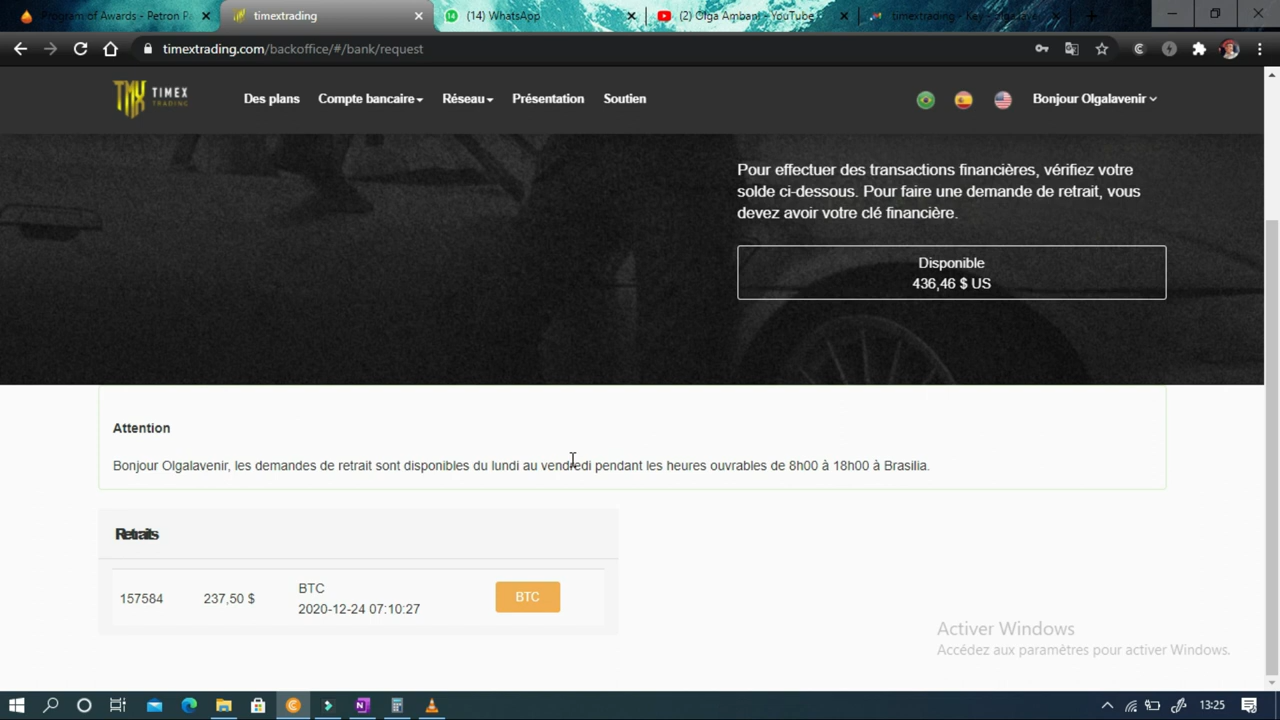 Program of Awards - Petron Pa
timextrading
(14) WhatsApp
(2) Olga Ambani - YouTube
timextrading - Key - olgalave
timextrading.com/backoffice/#/bank/request
TIMEX
TRADING
Des plans
Compte bancaire
Réseau
Présentation
Soutien
Bonjour Olgalavenir
Pour effectuer des transactions financières, vérifiez votre
solde ci-dessous. Pour faire une demande de retrait, vous
devez avoir votre clé financière.
Disponible
436,46 $ US
Attention
Bonjour Olgalavenir, les demandes de retrait sont disponibles du lundi au vendredi pendant les heures ouvrables de 8h00 à 18h00 à Brasilia.
Retraits
157584
237,50 $
BTC
2020-12-24 07:10:27
BTC
Activer Windows
Accédez aux paramètres pour activer Windows.
13:25